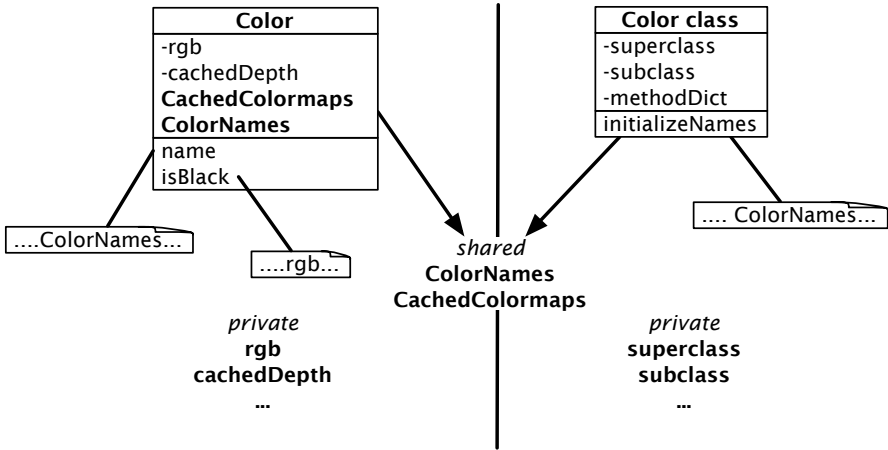 Color
-rgb
-cachedDepth
CachedColormaps
ColorNames
name
isBlack
....ColorNames...
....rgb...
Color class
-superclass
-subclass
-methodDict
initializeNames
.... ColorNames...
shared
ColorNames
CachedColormaps
private
rgb
cachedDepth
...
private
superclass
subclass
...